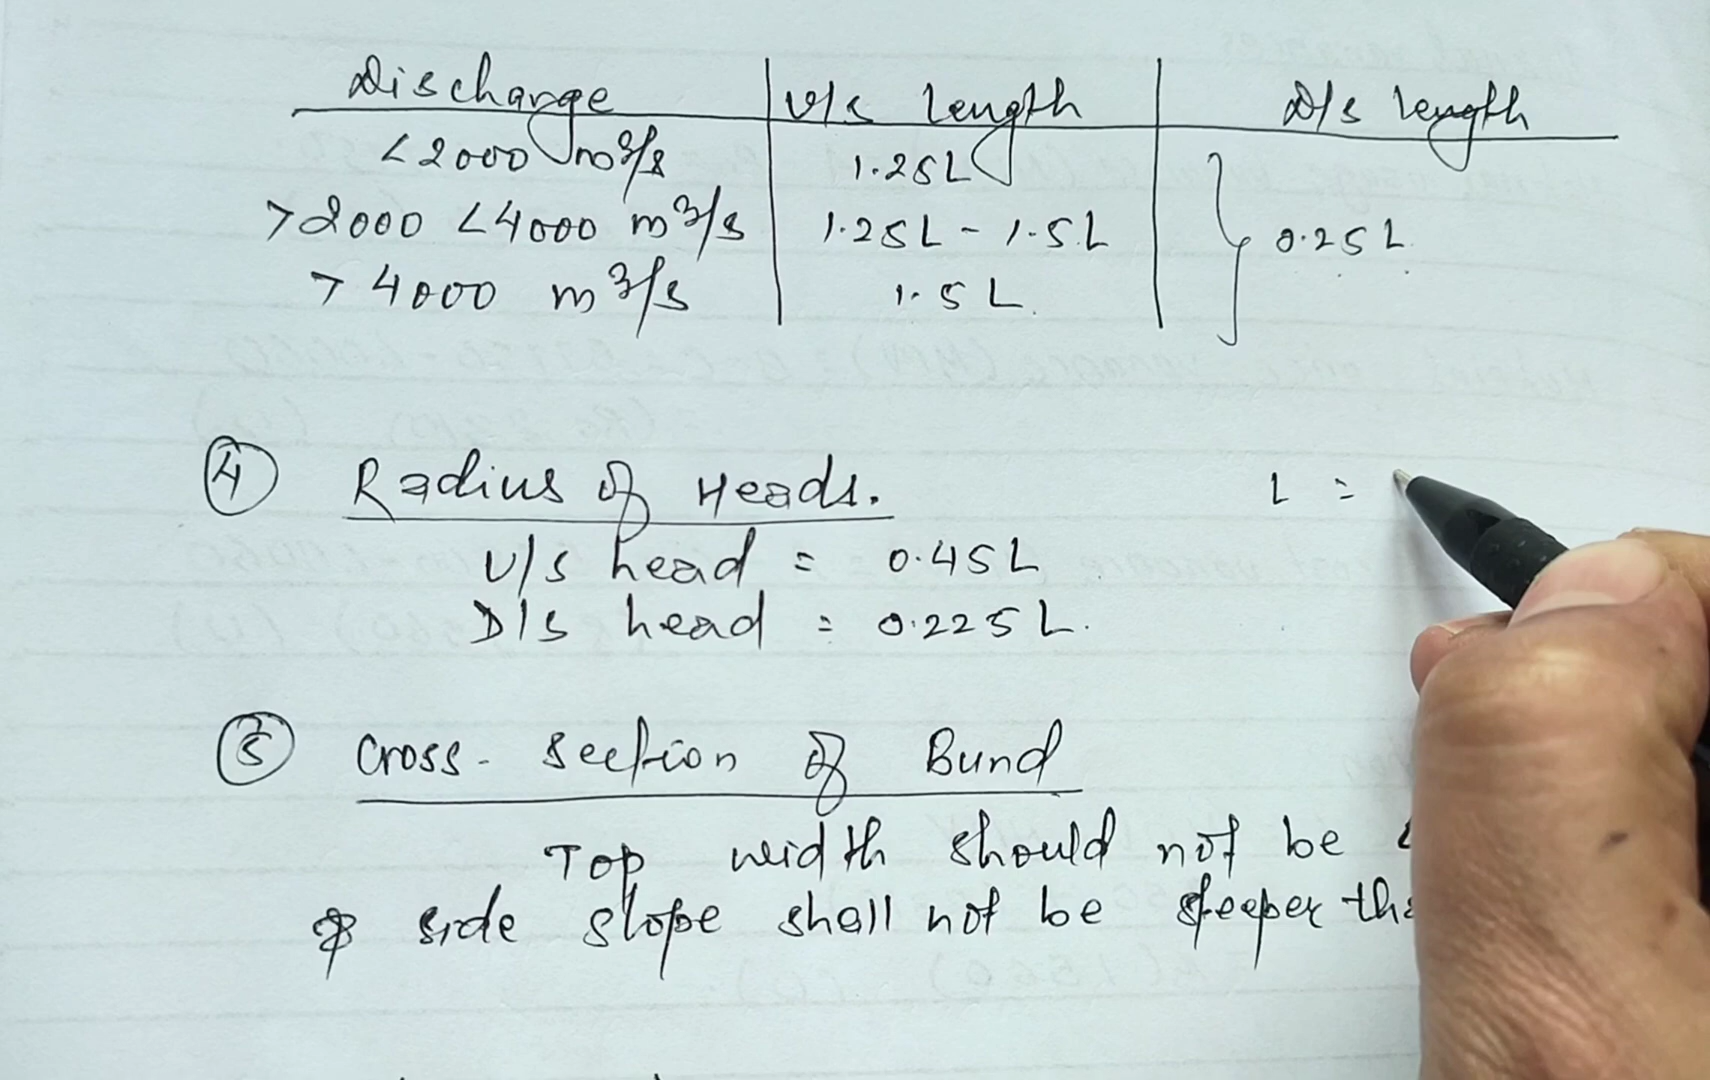 Discharge U/s Length D/s Length
<2000 m³/s 1.25L
>2000 <4000 m³/s 1.25L - 1.5L 0.25L
>4000 m³/s 1.5L
④ Radius of Heads. L =
U/s head = 0.45L
D/s head = 0.225L.
⑤ Cross-Section of Bund
Top width should not be
& side slope shall not be steeper